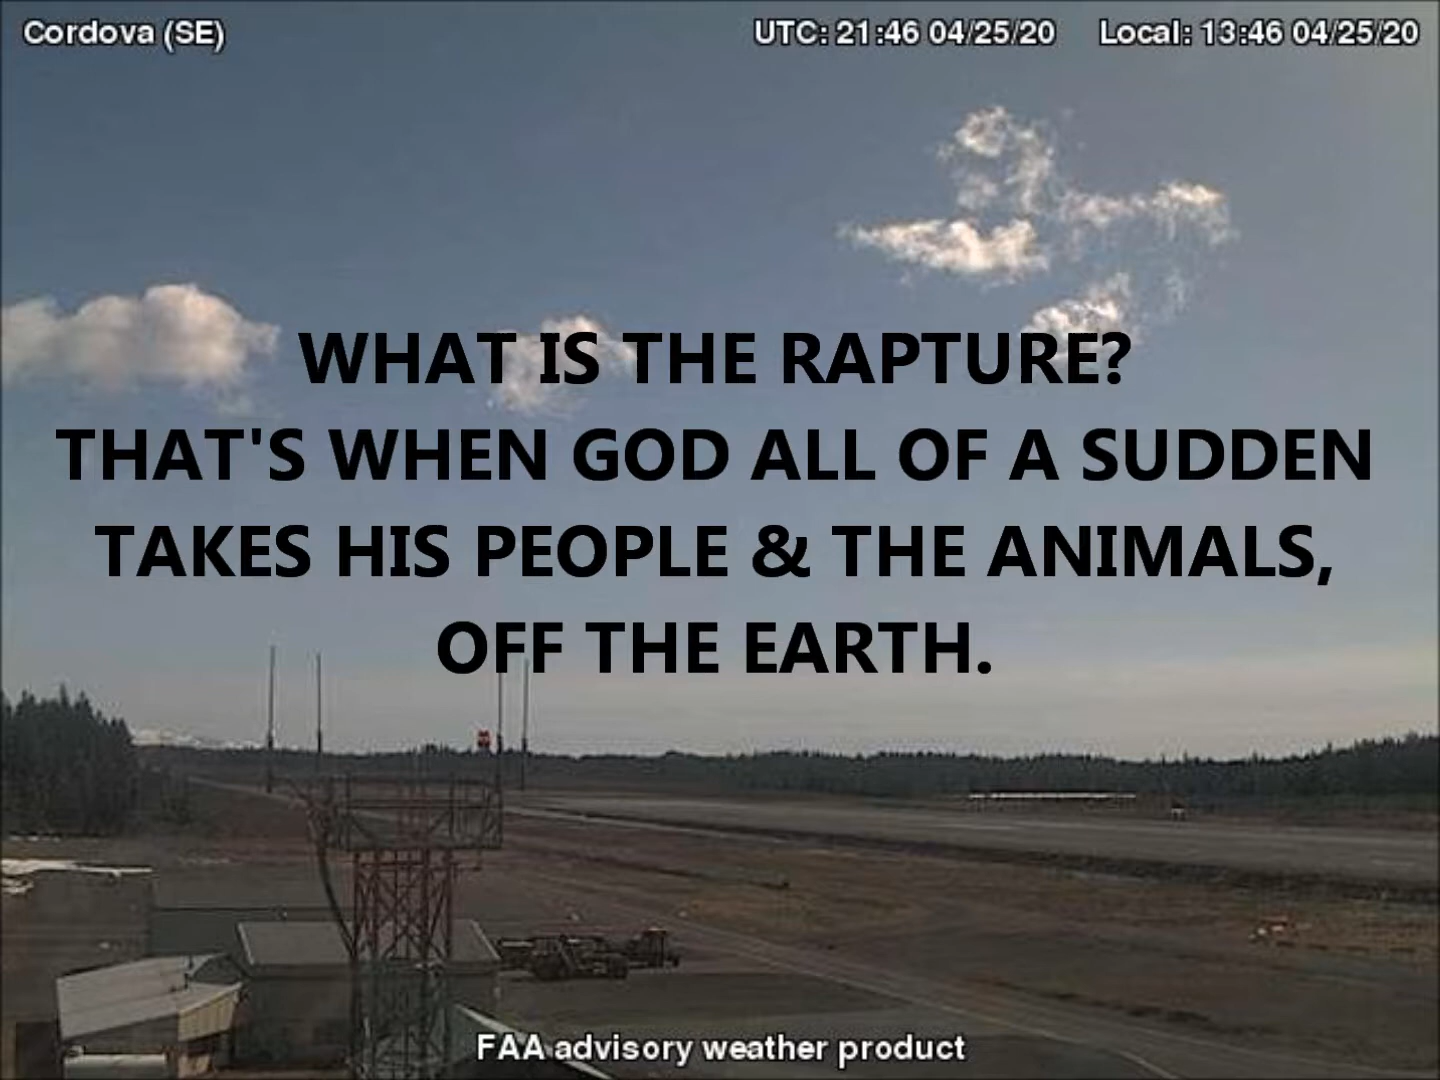 Cordova (SE)
UTC: 21:46 04/25/20
Local: 13:46 04/25/20
WHAT IS THE RAPTURE?
THAT'S WHEN GOD ALL OF A SUDDEN
TAKES HIS PEOPLE & THE ANIMALS,
OFF THE EARTH.
FAA advisory weather product